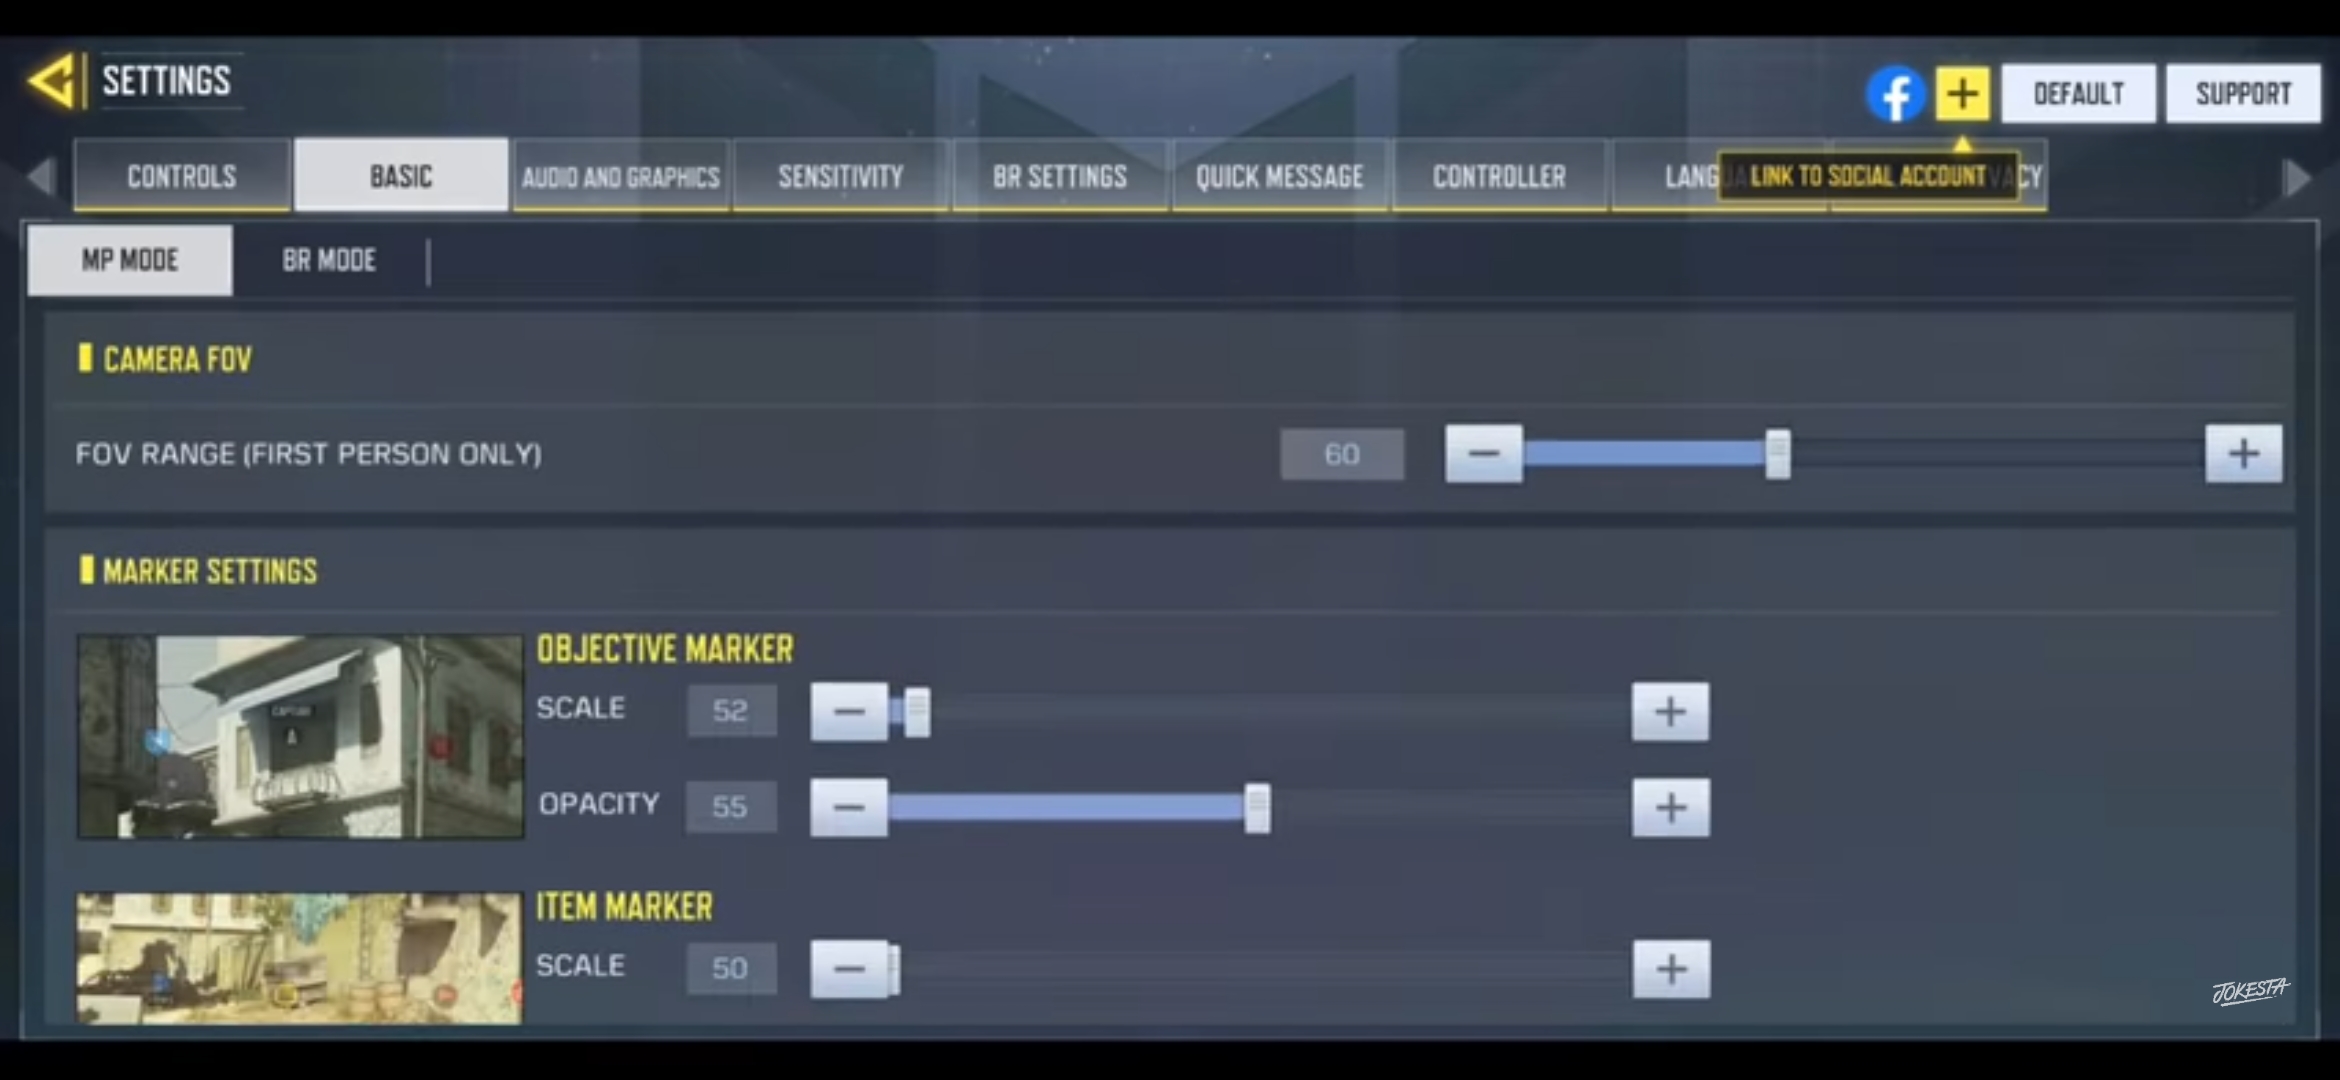 SETTINGS
DEFAULT
SUPPORT
CONTROLS
BASIC
AUDIO AND GRAPHICS
SENSITIVITY
BR SETTINGS
QUICK MESSAGE
CONTROLLER
LINK TO SOCIAL ACCOUNT
MP MODE
BR MODE
CAMERA FOV
FOV RANGE (FIRST PERSON ONLY)
60
MARKER SETTINGS
OBJECTIVE MARKER
SCALE
52
CAPTURE
A
OPACITY
55
ITEM MARKER
SCALE
50
JOKESTA